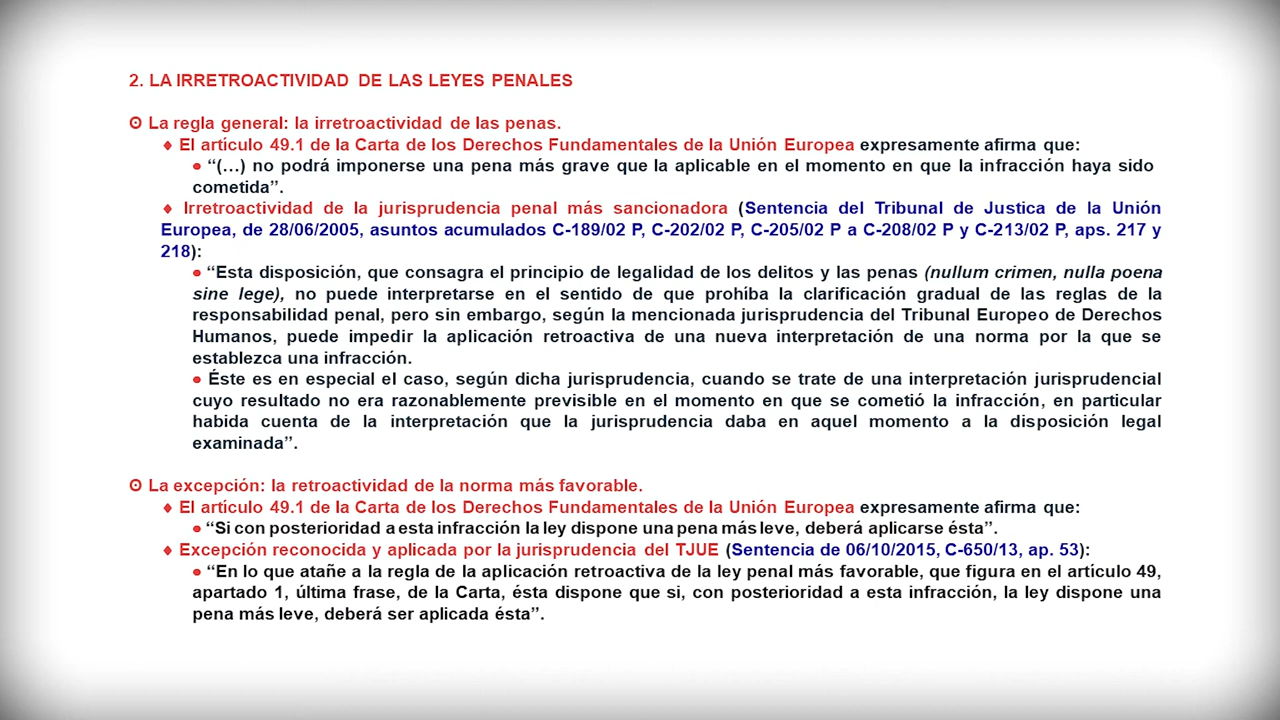 2. LA IRRETROACTIVIDAD DE LAS LEYES PENALES
⊙ La regla general: la irretroactividad de las penas.
♦ El artículo 49.1 de la Carta de los Derechos Fundamentales de la Unión Europea expresamente afirma que:
● “(…) no podrá imponerse una pena más grave que la aplicable en el momento en que la infracción haya sido
cometida”.
♦ Irretroactividad de la jurisprudencia penal más sancionadora (Sentencia del Tribunal de Justica de la Unión
Europea, de 28/06/2005, asuntos acumulados C-189/02 P, C-202/02 P, C-205/02 P a C-208/02 P y C-213/02 P, aps. 217 y
218):
● “Esta disposición, que consagra el principio de legalidad de los delitos y las penas (nullum crimen, nulla poena
sine lege), no puede interpretarse en el sentido de que prohíba la clarificación gradual de las reglas de la
responsabilidad penal, pero sin embargo, según la mencionada jurisprudencia del Tribunal Europeo de Derechos
Humanos, puede impedir la aplicación retroactiva de una nueva interpretación de una norma por la que se
establezca una infracción.
● Éste es en especial el caso, según dicha jurisprudencia, cuando se trate de una interpretación jurisprudencial
cuyo resultado no era razonablemente previsible en el momento en que se cometió la infracción, en particular
habida cuenta de la interpretación que la jurisprudencia daba en aquel momento a la disposición legal
examinada”.
⊙ La excepción: la retroactividad de la norma más favorable.
♦ El artículo 49.1 de la Carta de los Derechos Fundamentales de la Unión Europea expresamente afirma que:
● “Si con posterioridad a esta infracción la ley dispone una pena más leve, deberá aplicarse ésta”.
♦ Excepción reconocida y aplicada por la jurisprudencia del TJUE (Sentencia de 06/10/2015, C-650/13, ap. 53):
● “En lo que atañe a la regla de la aplicación retroactiva de la ley penal más favorable, que figura en el artículo 49,
apartado 1, última frase, de la Carta, ésta dispone que si, con posterioridad a esta infracción, la ley dispone una
pena más leve, deberá ser aplicada ésta”.